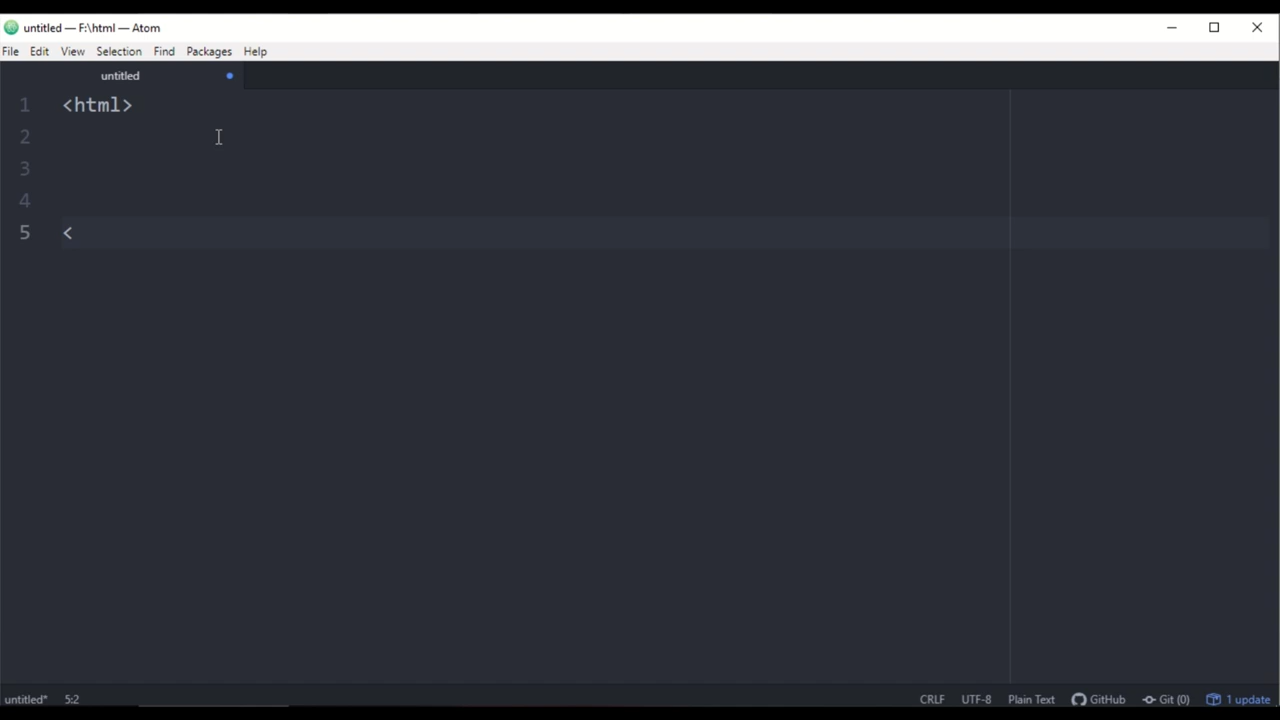 untitled — F:\html — Atom
File Edit View Selection Find Packages Help
untitled
1 <html>
2
3
4
5 <
untitled* 5:2 CRLF UTF-8 Plain Text GitHub Git (0) 1 update